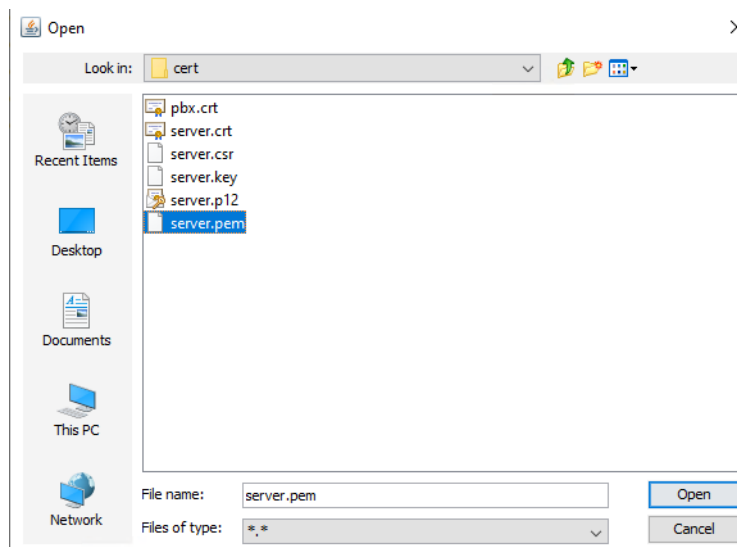 Open
Look in:
cert
Recent Items
Desktop
Documents
This PC
Network
pbx.crt
server.crt
server.csr
server.key
server.p12
server.pem
File name:
server.pem
Open
Files of type:
*.*
Cancel